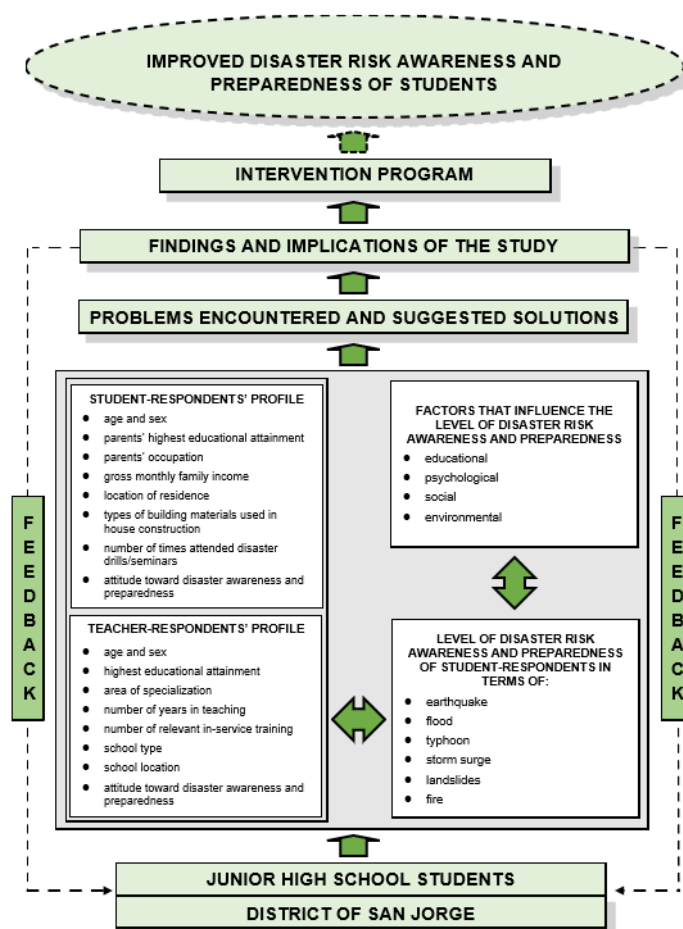 IMPROVED DISASTER RISK AWARENESS AND
PREPAREDNESS OF STUDENTS
INTERVENTION PROGRAM
FINDINGS AND IMPLICATIONS OF THE STUDY
PROBLEMS ENCOUNTERED AND SUGGESTED SOLUTIONS
STUDENT-RESPONDENTS' PROFILE
● age and sex
● parents' highest educational attainment
● parents' occupation
● gross monthly family income
● location of residence
● types of building materials used in
house construction
● number of times attended disaster
drills/seminars
● attitude toward disaster awareness and
preparedness
FACTORS THAT INFLUENCE THE
LEVEL OF DISASTER RISK
AWARENESS AND PREPAREDNESS
● educational
● psychological
● social
● environmental
TEACHER-RESPONDENTS' PROFILE
● age and sex
● highest educational attainment
● area of specialization
● number of years in teaching
● number of relevant in-service training
● school type
● school location
● attitude toward disaster awareness and
preparedness
LEVEL OF DISASTER RISK
AWARENESS AND PREPAREDNESS
OF STUDENT-RESPONDENTS IN
TERMS OF:
● earthquake
● flood
● typhoon
● storm surge
● landslides
● fire
FEEDBACK
FEEDBACK
JUNIOR HIGH SCHOOL STUDENTS
DISTRICT OF SAN JORGE